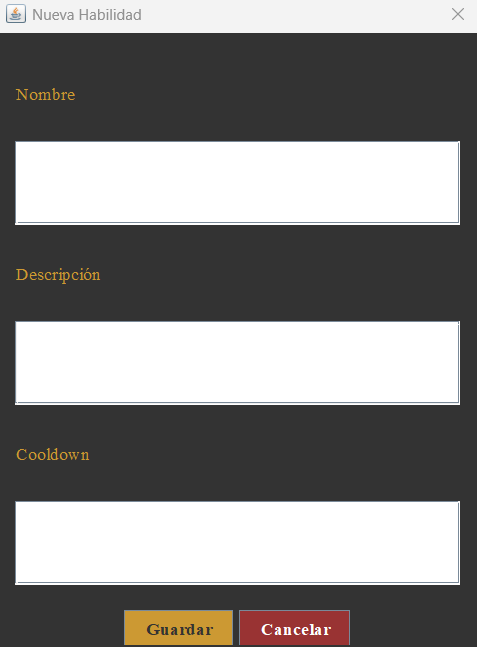 Nueva Habilidad
Nombre
Descripción
Cooldown
Guardar Cancelar